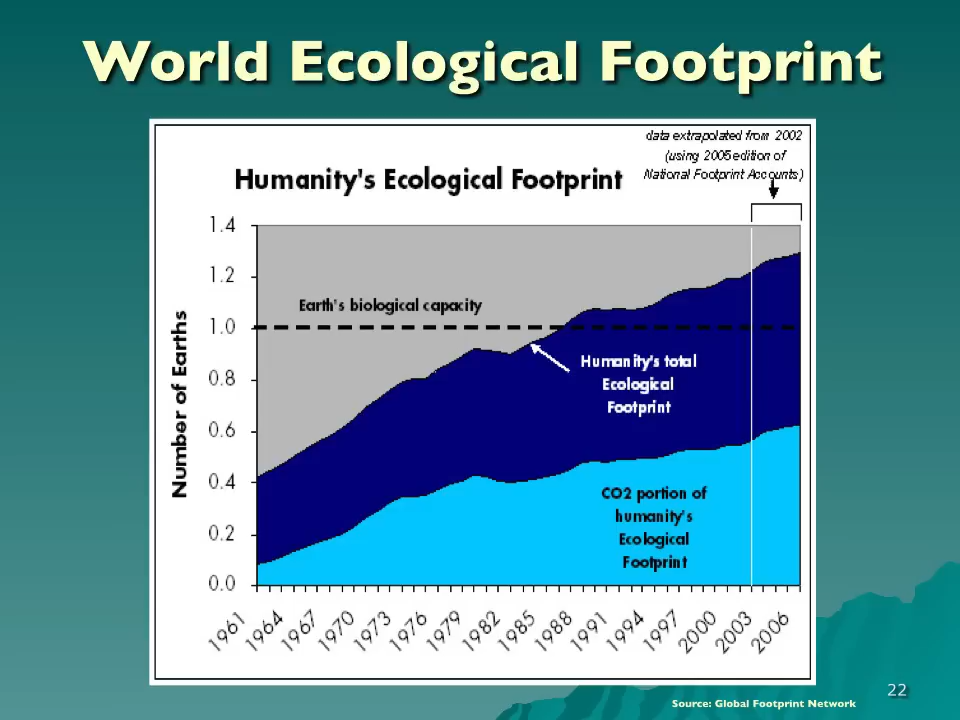 World Ecological Footprint
data extrapolated from 2002
(using 2005 edition of
National Footprint Accounts)
Humanity's Ecological Footprint
1.4
1.2
Earth's biological capacity
1.0
Humanity's total
Ecological
Footprint
0.8
0.6
0.4
CO2 portion of
humanity's
Ecological
Footprint
0.2
0.0
Number of Earths
1961 1964 1967 1970 1973 1976 1979 1982 1985 1988 1991 1994 1997 2000 2003 2006
22
Source: Global Footprint Network